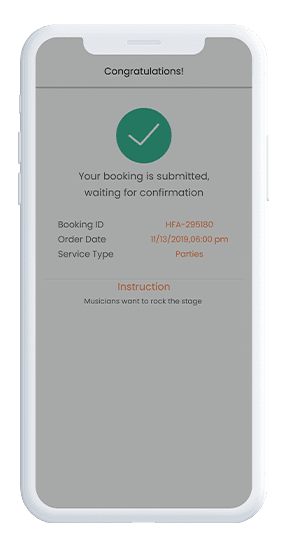 Congratulations!
Your booking is submitted,
waiting for confirmation
Booking ID HFA-295180
Order Date 11/13/2019,06:00 pm
Service Type Parties
Instruction
Musicians want to rock the stage